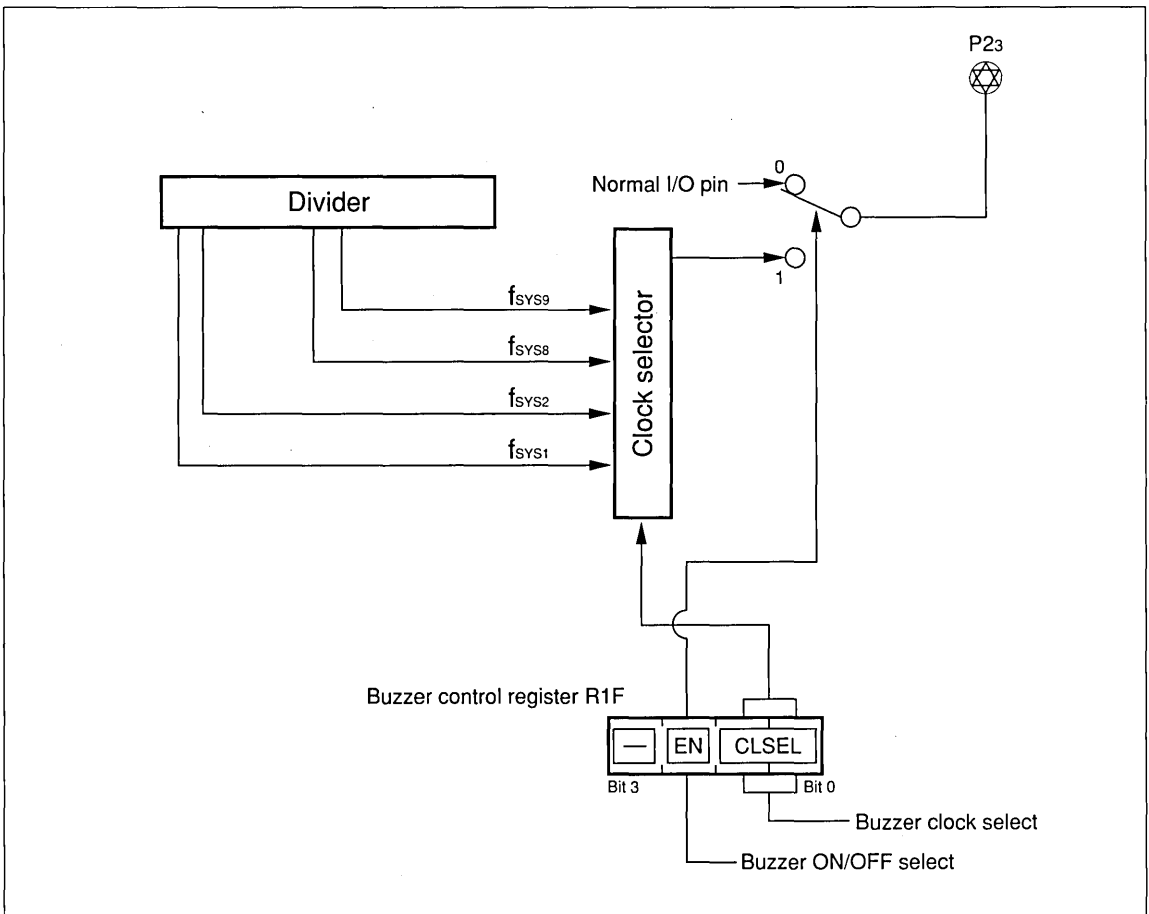 P23
0
Normal I/O pin
Divider
1
fSYS9
Clock selector
fSYS8
fSYS2
fSYS1
Buzzer control register R1F
— EN CLSEL
Bit 3 Bit 0
Buzzer clock select
Buzzer ON/OFF select